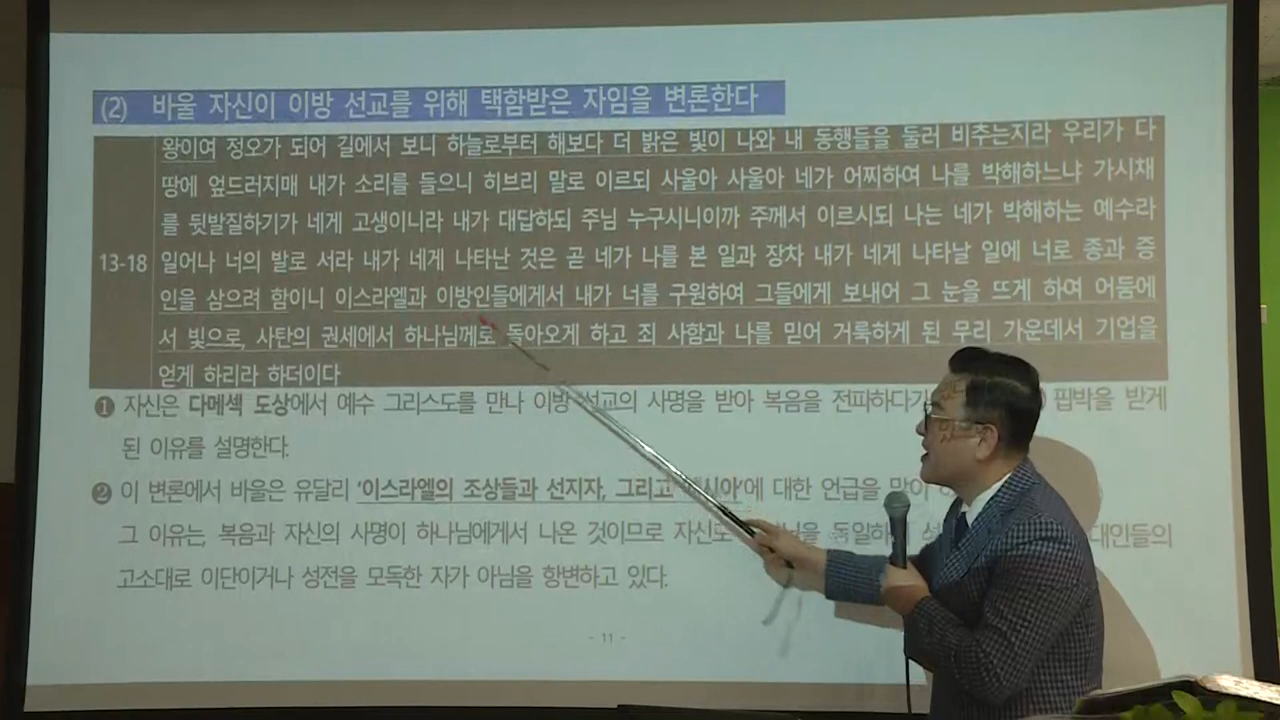 (2) 바울 자신이 이방 선교를 위해 택함받은 자임을 변론한다
왕이여 정오가 되어 길에서 보니 하늘로부터 해보다 더 밝은 빛이 나와 내 동행들을 둘러 비추는지라 우리가 다
땅에 엎드러지매 내가 소리를 들으니 히브리 말로 이르되 사울아 사울아 네가 어찌하여 나를 박해하느냐 가시채
를 뒷발질하기가 네게 고생이니라 내가 대답하되 주님 누구시니이까 주께서 이르시되 나는 네가 박해하는 예수라
13-18 일어나 너의 발로 서라 내가 네게 나타난 것은 곧 네가 나를 본 일과 장차 내가 네게 나타날 일에 너로 종과 증
인을 삼으려 함이니 이스라엘과 이방인들에게서 내가 너를 구원하여 그들에게 보내어 그 눈을 뜨게 하여 어둠에
서 빛으로, 사탄의 권세에서 하나님께로 돌아오게 하고 죄 사함과 나를 믿어 거룩하게 된 무리 가운데서 기업을
얻게 하리라 하더이다
❶ 자신은 다메섹 도상에서 예수 그리스도를 만나 이방 선교의 사명을 받아 복음을 전파하다가 핍박을 받게
된 이유를 설명한다.
❷ 이 변론에서 바울은 유달리 '이스라엘의 조상들과 선지자, 그리고 메시아'에 대한 언급을 많이
그 이유는, 복음과 자신의 사명이 하나님에게서 나온 것이므로 자신도 동일하
고소대로 이단이거나 성전을 모독한 자가 아님을 항변하고 있다.
- 11 -